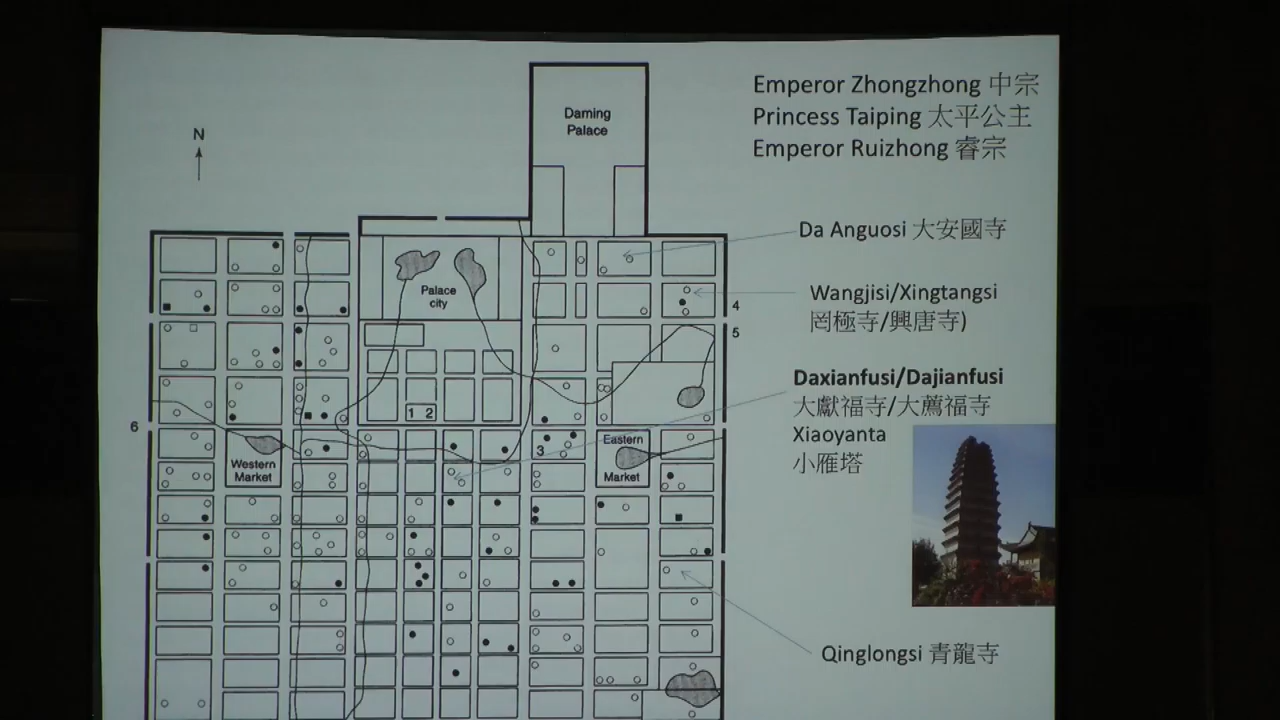 Emperor Zhongzhong 中宗
Princess Taiping 太平公主
Emperor Ruizhong 睿宗
Daming
Palace
N
Da Anguosi 大安國寺
Palace
city
Wangjisi/Xingtangsi
罔極寺/興唐寺)
4
5
Daxianfusi/Dajianfusi
大獻福寺/大薦福寺
Xiaoyanta
小雁塔
1 2
6
3
Eastern
Market
Western
Market
Qinglongsi 青龍寺